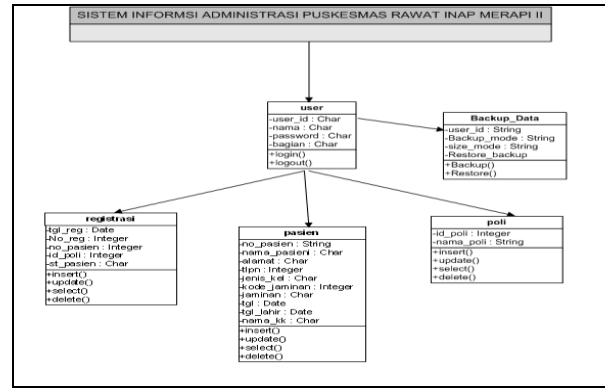 SISTEM INFORMSI ADMINISTRASI PUSKESMAS RAWAT INAP MERAPI II
user
-user_id : Char
-nama : Char
-password : Char
-bagian : Char
+login()
+logout()
Backup_Data
-user_id : String
-Backup_mode : String
-size_mode : String
-Restore_backup
+Backup()
+Restore()
registrasi
-tgl_reg : Date
-No_reg : Integer
-no_pasien : Integer
-id_poli : Integer
-st_pasien : Char
+insert()
+update()
+select()
+delete()
pasien
-no_pasien : String
-nama_pasieni : Char
-alamat : Char
-tlpn : Integer
-jenis_kel : Char
-kode_jaminan : Integer
-jaminan : Char
-tgl : Date
-tgl_lahir : Date
-nama_kk : Char
+insert()
+update()
+select()
+delete()
poli
-id_poli : Integer
-nama_poli : String
+insert()
+update()
+select()
+delete()